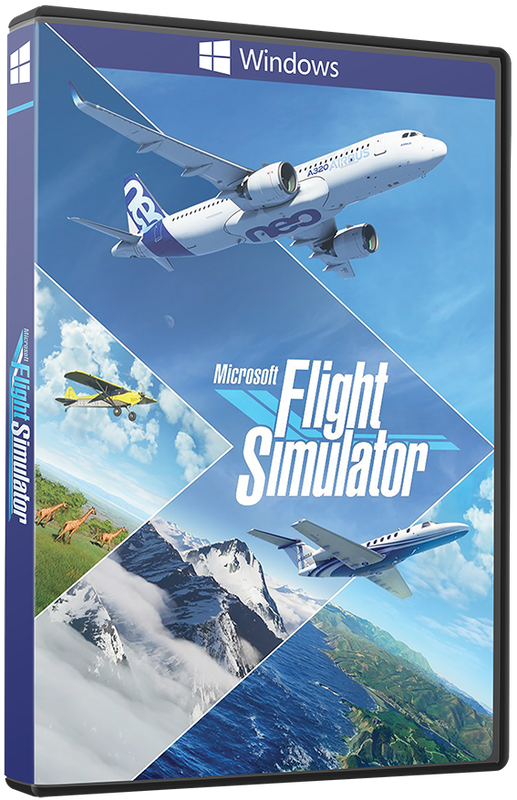 Windows
A320 AIRBUS
neo
Microsoft
Flight
Simulator
Microsoft
Flight Simulator